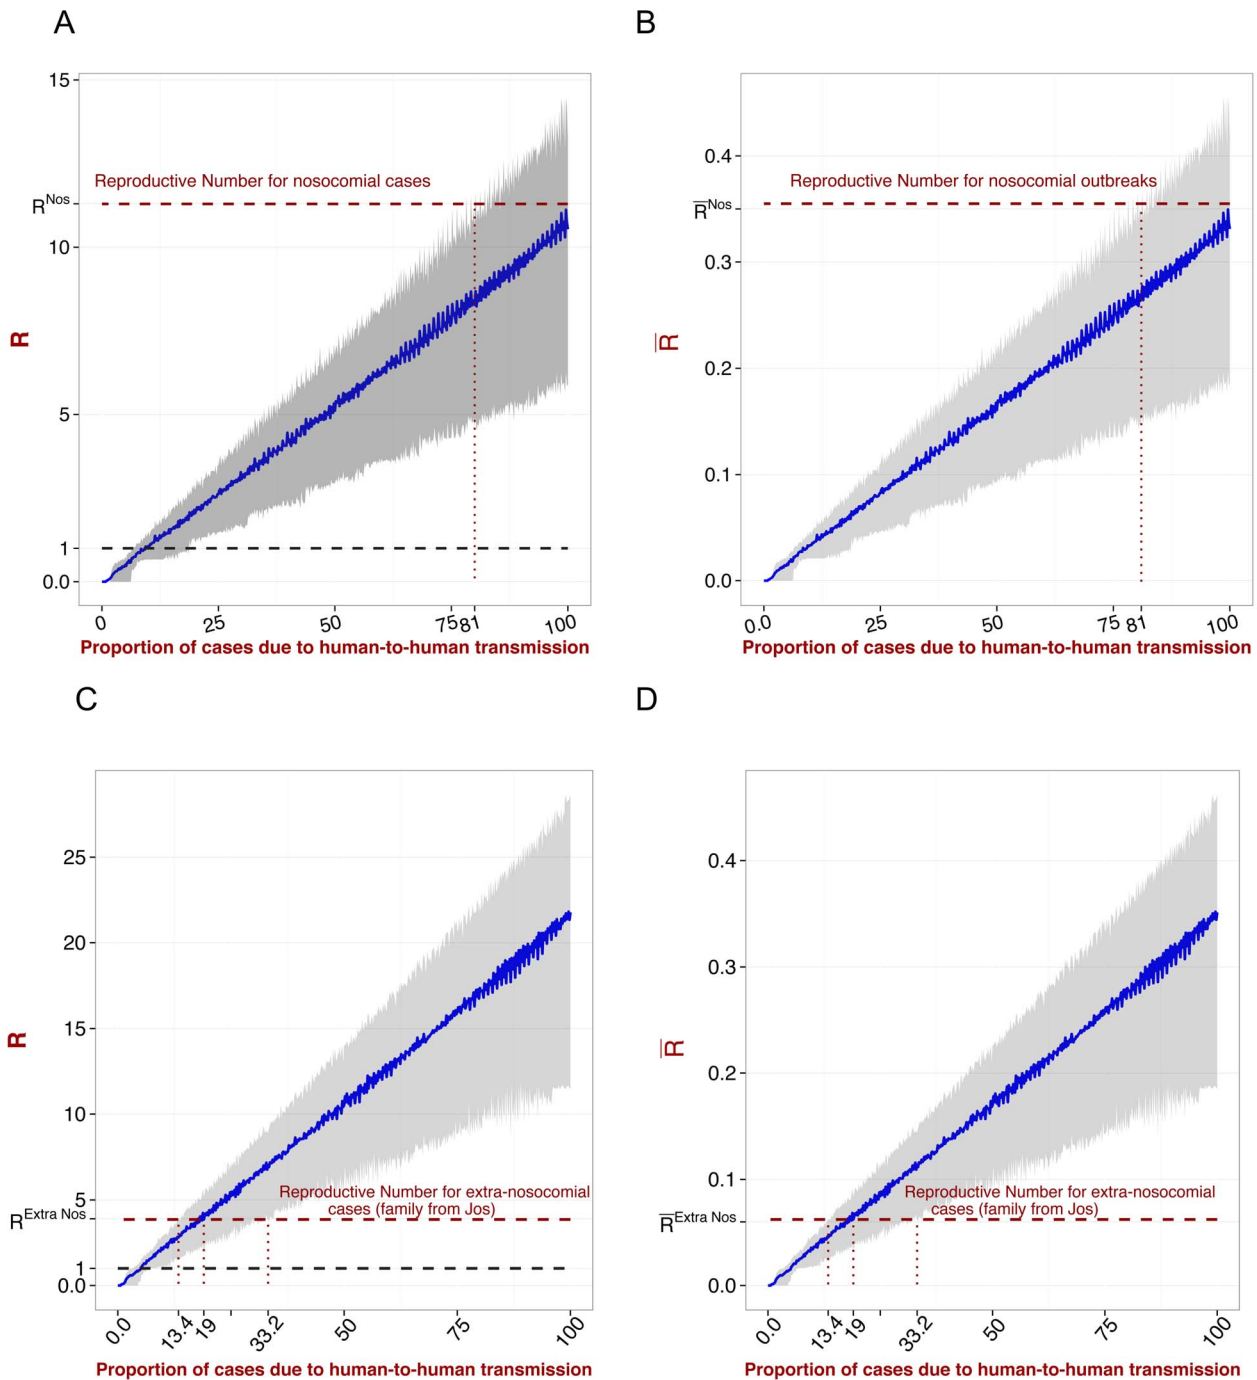 A
15
Reproductive Number for nosocomial cases
R^Nos
10
R
5
1
0.0
0
25
50
75
81
100
Proportion of cases due to human-to-human transmission
B
0.4
Reproductive Number for nosocomial outbreaks
R̅^Nos
0.3
R̅
0.2
0.1
0.0
0.0
25
50
75
81
100
Proportion of cases due to human-to-human transmission
C
25
20
15
R
10
Reproductive Number for extra-nosocomial
cases (family from Jos)
5
R^Extra Nos
1
0.0
0.0
13.4
19
33.2
50
75
100
Proportion of cases due to human-to-human transmission
D
0.4
0.3
R̅
0.2
0.1
Reproductive Number for extra-nosocomial
cases (family from Jos)
R̅^Extra Nos
0.0
0.0
13.4
19
33.2
50
75
100
Proportion of cases due to human-to-human transmission